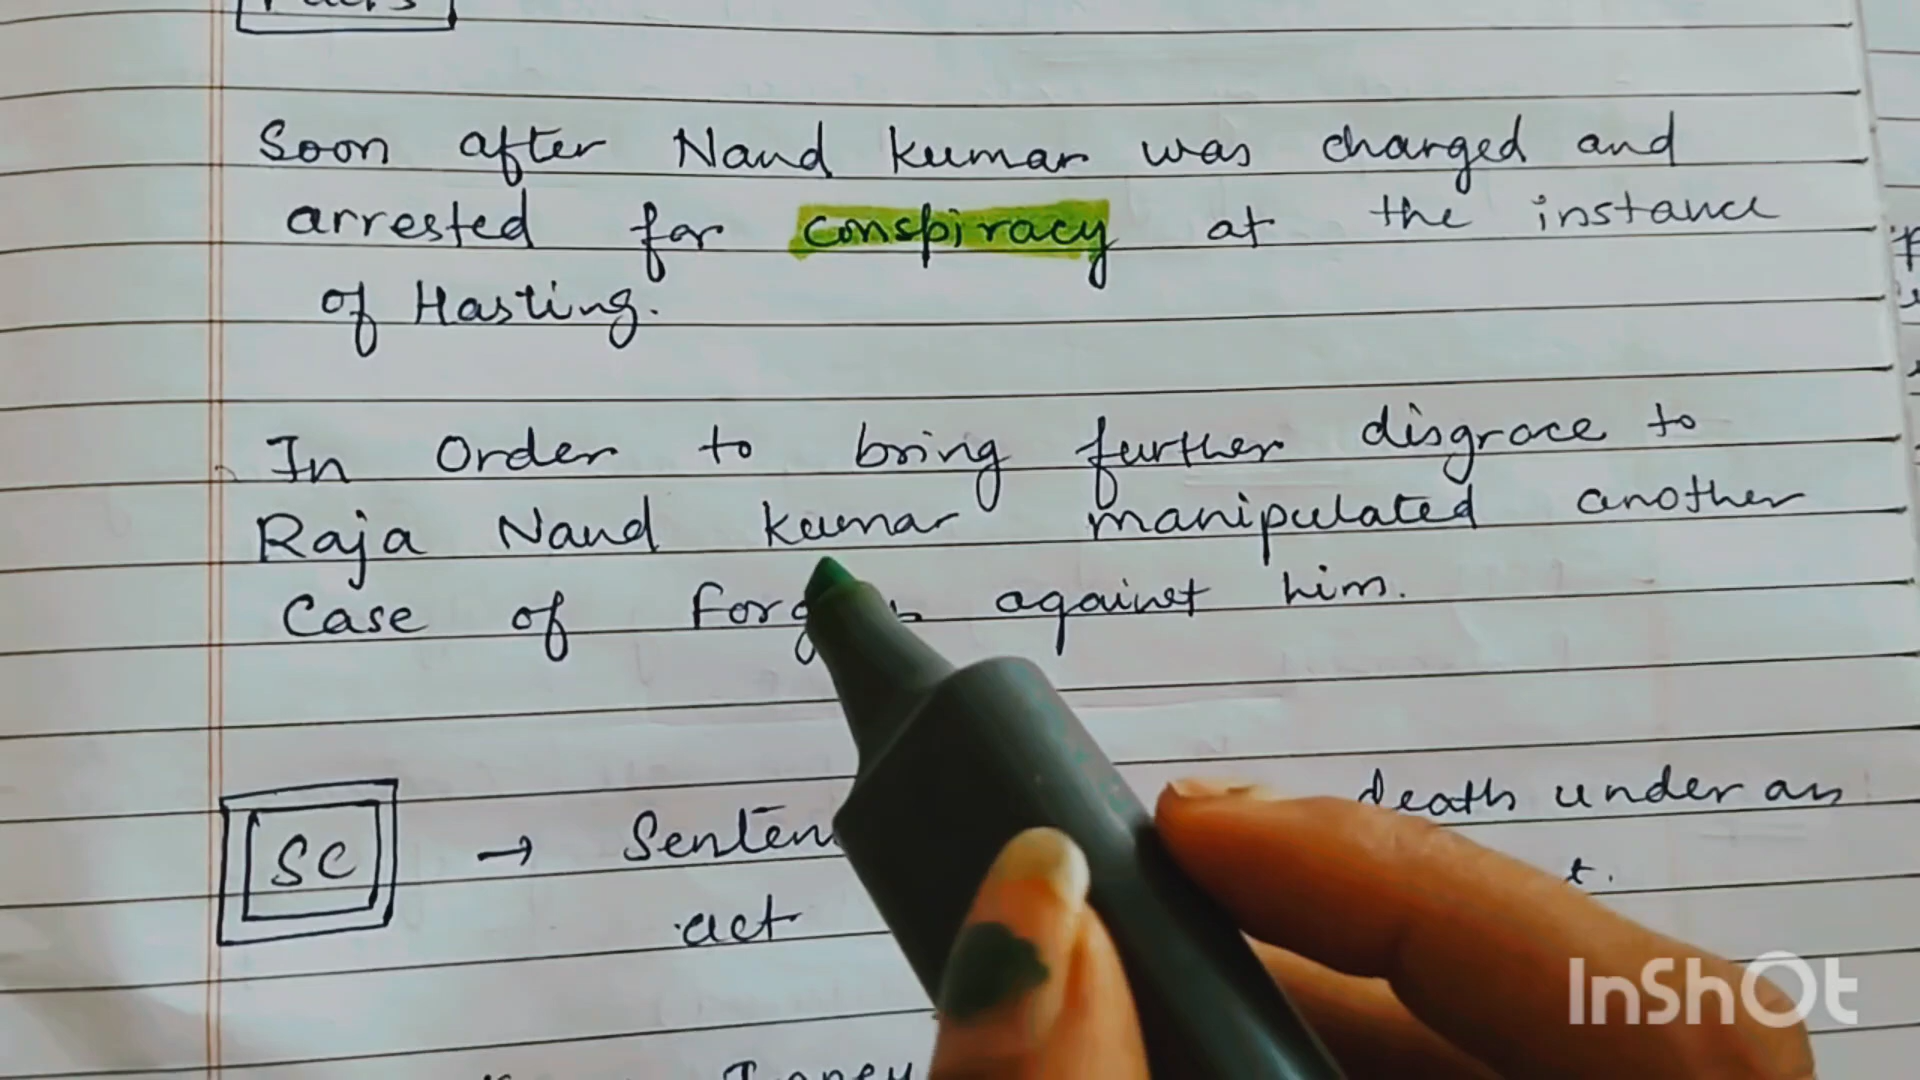 Soon after Nand Kumar was charged and
arrested for conspiracy at the instance
of Hasting.
In Order to bring further disgrace to
Raja Nand Kumar manipulated another
Case of against him.
SC → death under an
act
InShOt